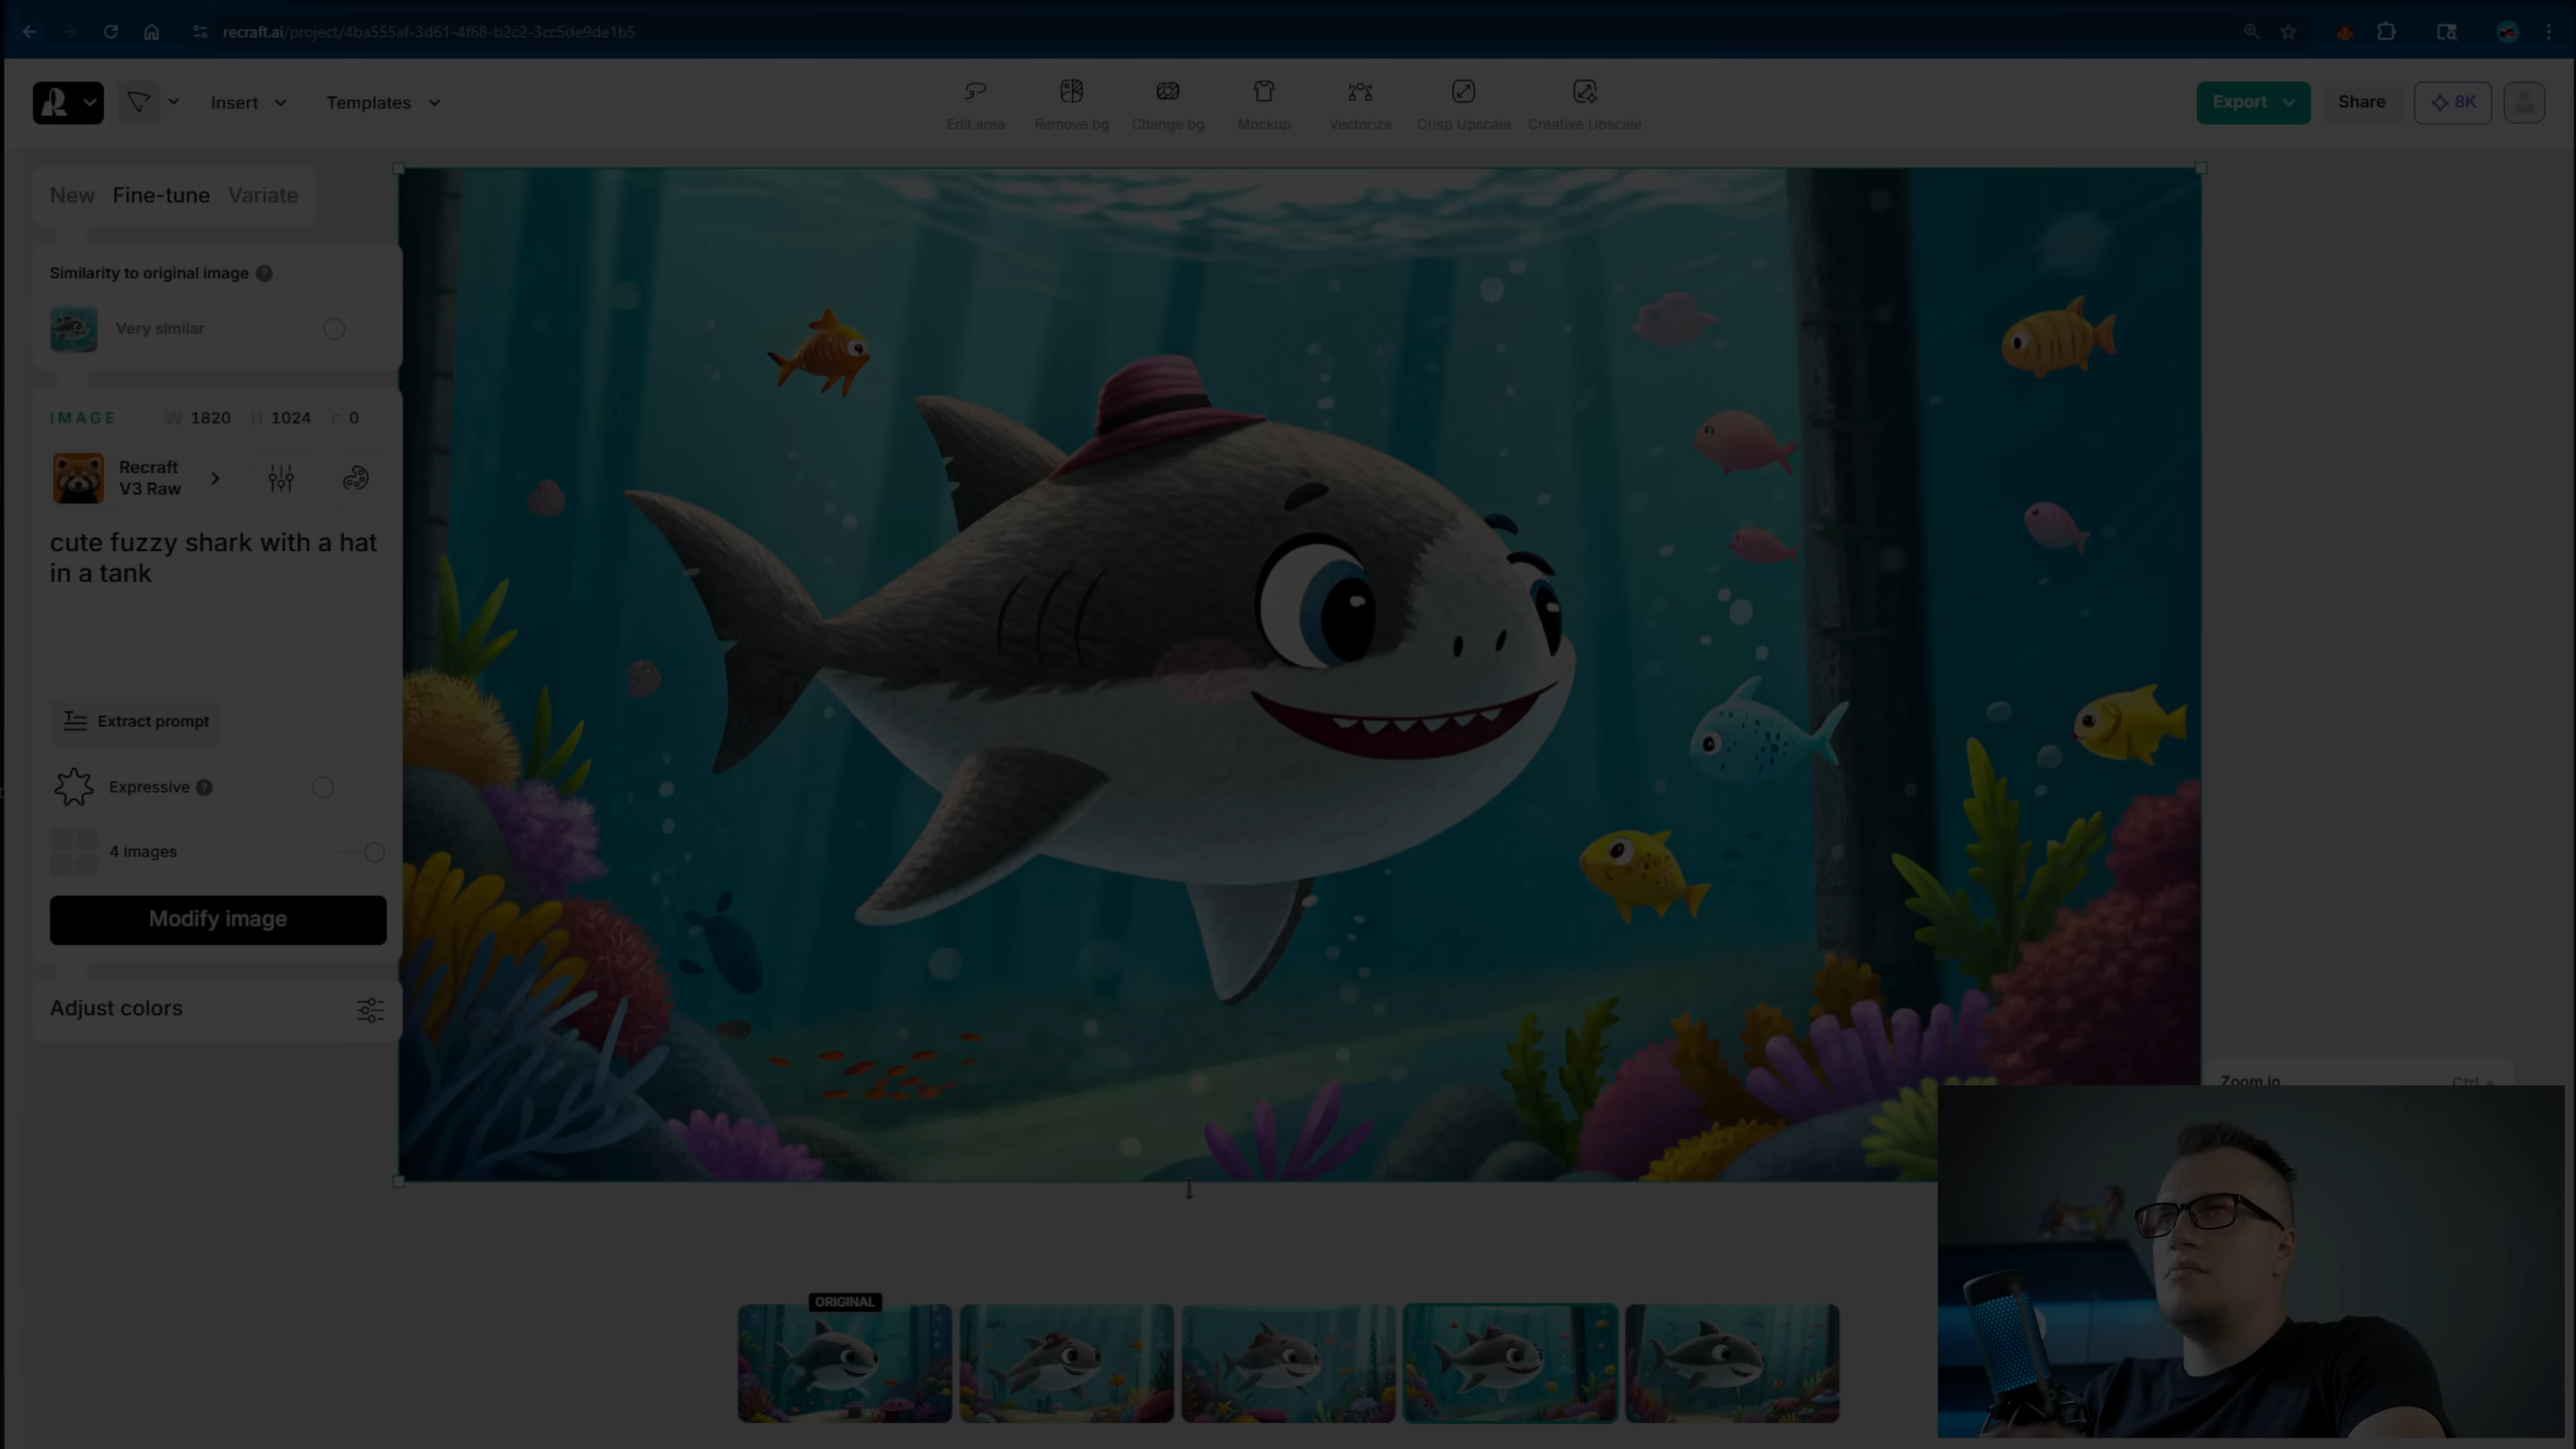 recraft.ai/project/4ba555af-3d61-4f68-b2c2-3cc5de9de1b5
Insert
Templates
Edit area
Remove bg
Change bg
Mockup
Vectorize
Crisp Upscale
Creative Upscale
Export
Share
8K
New Fine-tune Variate
Similarity to original image ?
Very similar
IMAGE W 1820 H 1024 r 0
Recraft
V3 Raw
cute fuzzy shark with a hat
in a tank
Extract prompt
Expressive ?
4 images
Modify image
Adjust colors
Zoom in Ctrl +
ORIGINAL